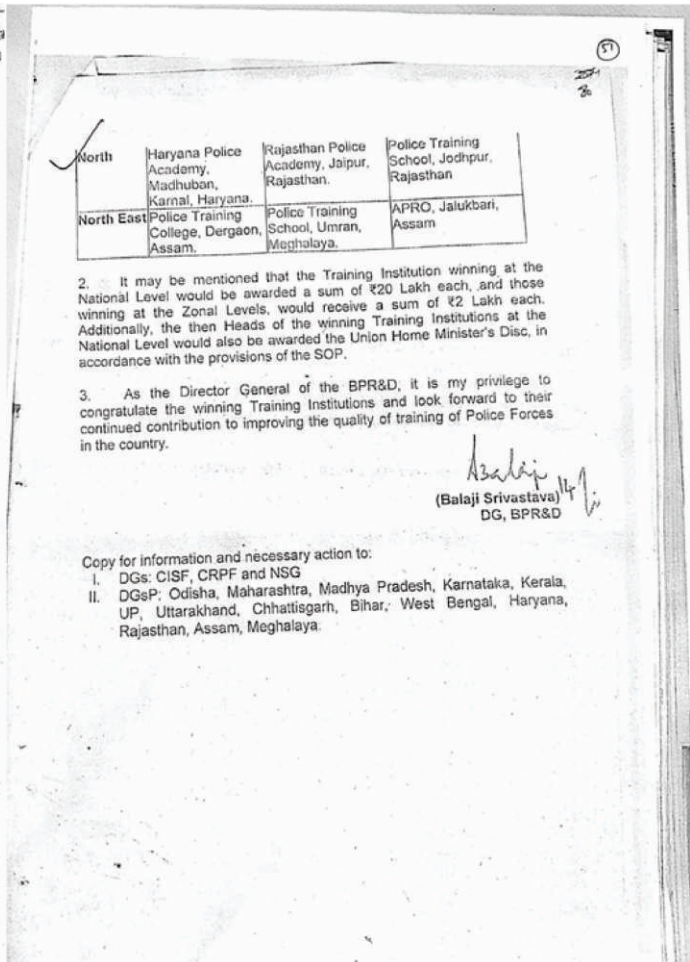 51
North
Haryana Police
Academy,
Madhuban,
Karnal, Haryana.
Rajasthan Police
Academy, Jaipur,
Rajasthan.
Police Training
School, Jodhpur,
Rajasthan
North East
Police Training
College, Dergaon,
Assam.
Police Training
School, Umran,
Meghalaya.
APRO, Jalukbari,
Assam
2. It may be mentioned that the Training Institution winning at the
National Level would be awarded a sum of ₹20 Lakh each, and those
winning at the Zonal Levels, would receive a sum of ₹2 Lakh each.
Additionally, the then Heads of the winning Training Institutions at the
National Level would also be awarded the Union Home Minister's Disc, in
accordance with the provisions of the SOP.
3. As the Director General of the BPR&D, it is my privilege to
congratulate the winning Training Institutions and look forward to their
continued contribution to improving the quality of training of Police Forces
in the country.
(Balaji Srivastava)
DG, BPR&D
Copy for information and necessary action to:
I. DGs: CISF, CRPF and NSG
II. DGsP: Odisha, Maharashtra, Madhya Pradesh, Karnataka, Kerala,
UP, Uttarakhand, Chhattisgarh, Bihar, West Bengal, Haryana,
Rajasthan, Assam, Meghalaya.